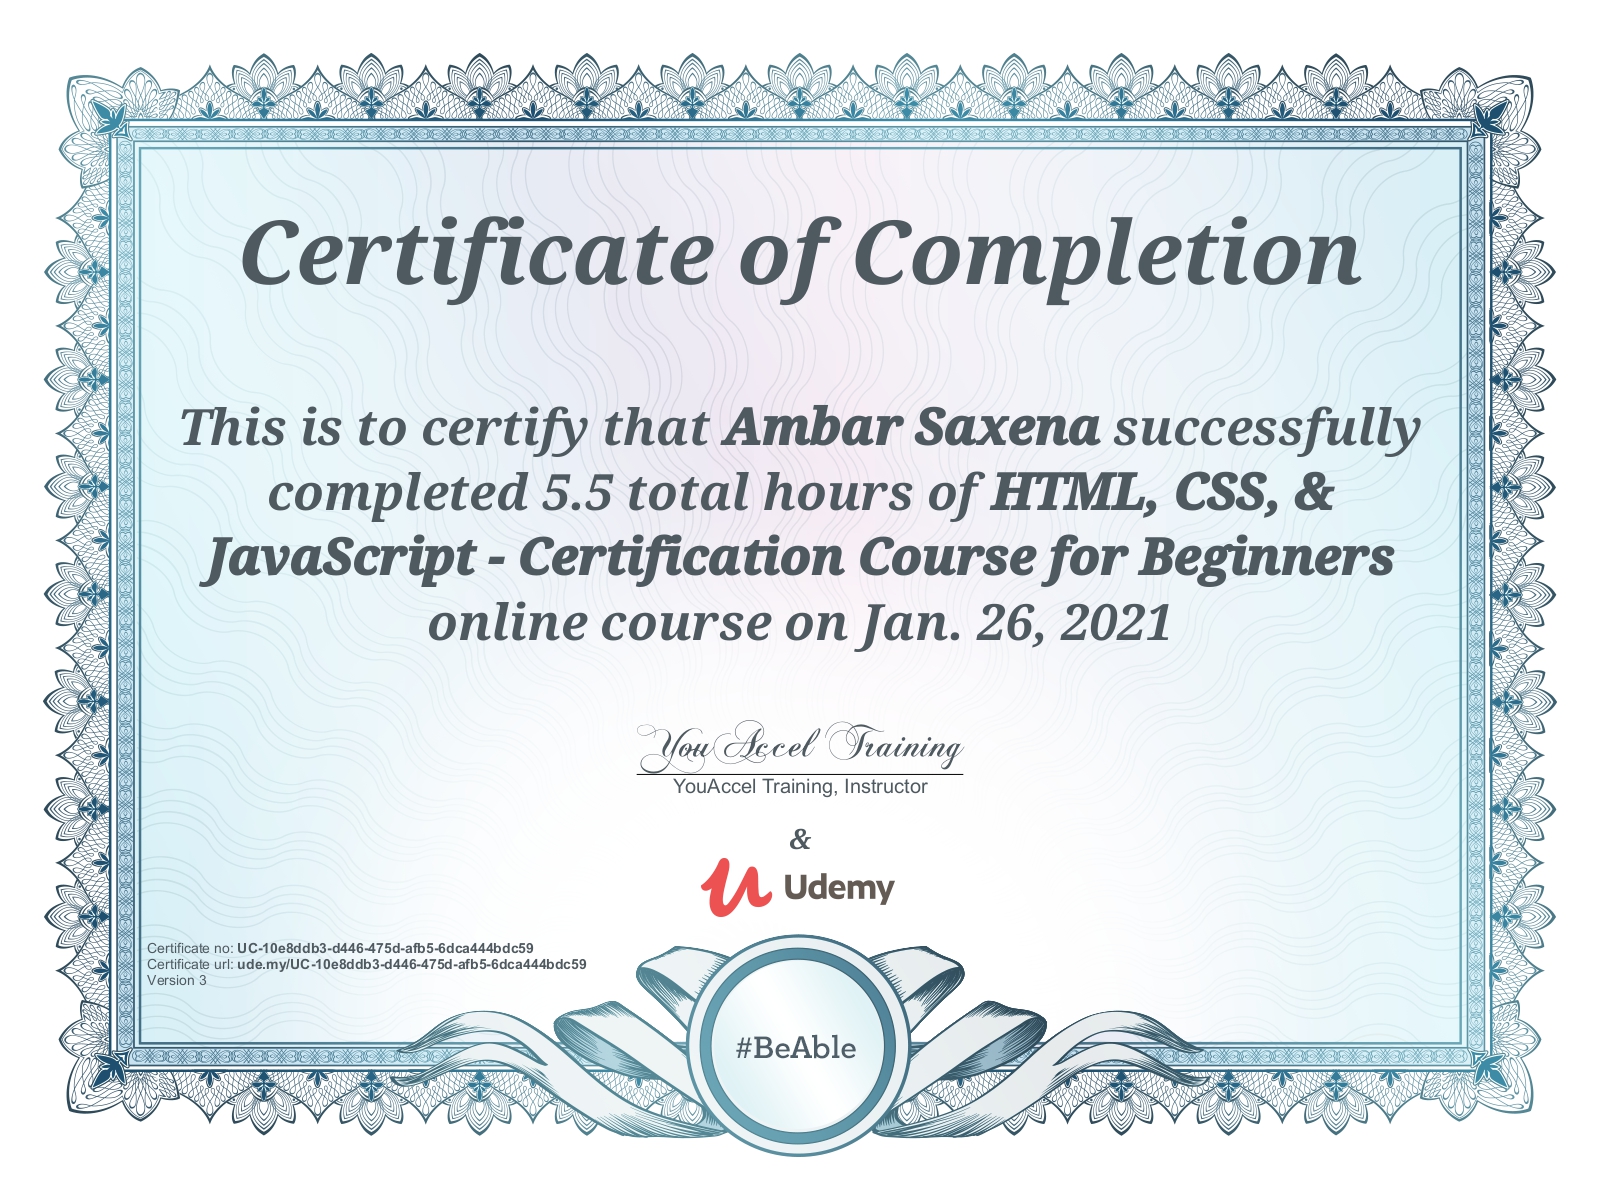 Certificate of Completion
This is to certify that Ambar Saxena successfully
completed 5.5 total hours of HTML, CSS, &
JavaScript - Certification Course for Beginners
online course on Jan. 26, 2021
YouAccel Training
YouAccel Training, Instructor
&
Udemy
Certificate no: UC-10e8ddb3-d446-475d-afb5-6dca444bdc59
Certificate url: ude.my/UC-10e8ddb3-d446-475d-afb5-6dca444bdc59
Version 3
#BeAble